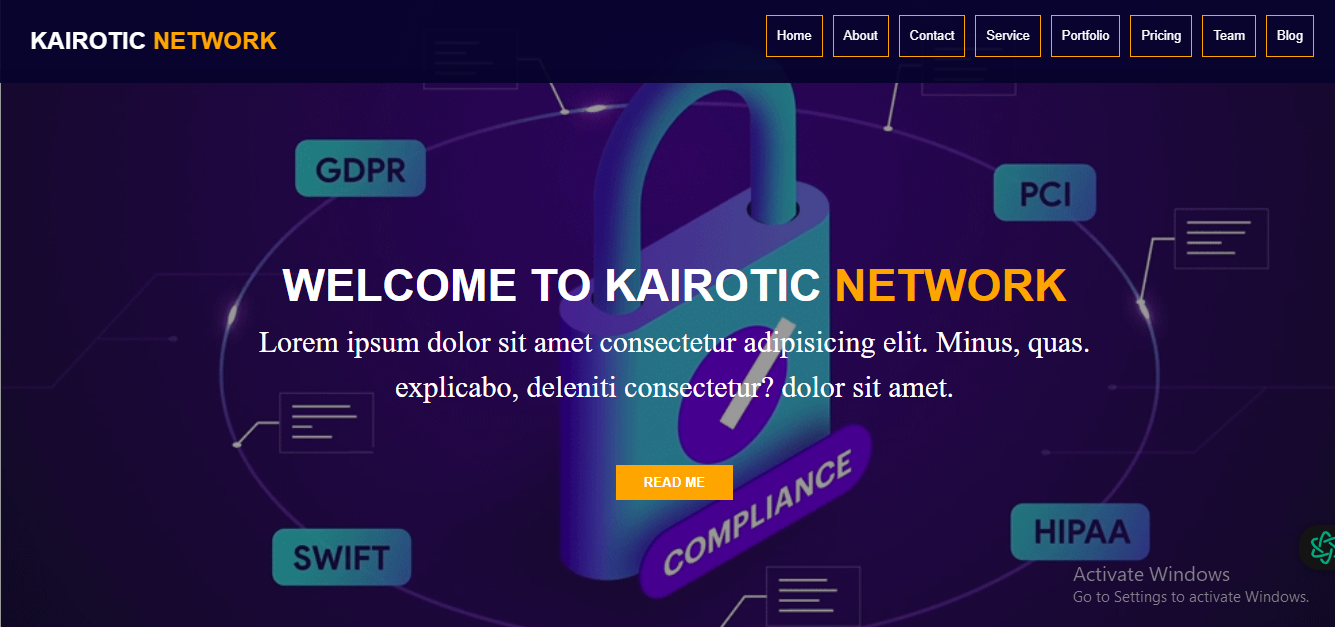 KAIROTIC NETWORK
Home About Contact Service Portfolio Pricing Team Blog
GDPR
PCI
WELCOME TO KAIROTIC NETWORK
Lorem ipsum dolor sit amet consectetur adipisicing elit. Minus, quas.
explicabo, deleniti consectetur? dolor sit amet.
READ ME
COMPLIANCE
SWIFT
HIPAA
Activate Windows
Go to Settings to activate Windows.